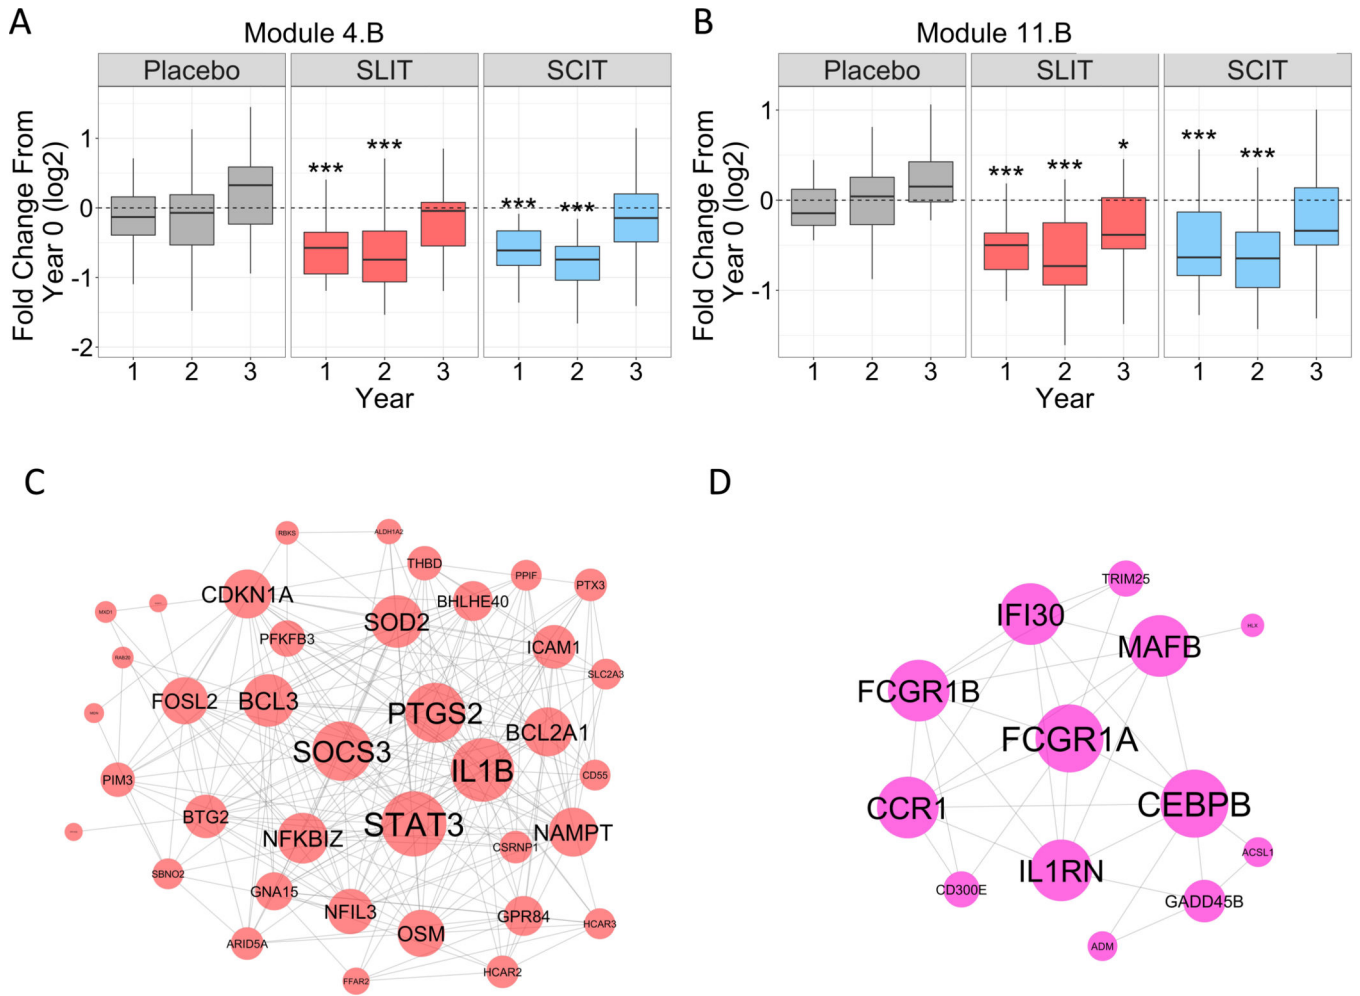 A
Module 4.B
Placebo
SLIT
SCIT
Fold Change From
Year 0 (log2)
1
0
-1
-2
***
***
***
***
1 2 3
1 2 3
1 2 3
Year
B
Module 11.B
Placebo
SLIT
SCIT
Fold Change From
Year 0 (log2)
1
0
-1
***
***
*
***
***
1 2 3
1 2 3
1 2 3
Year
C
RBKS
ALDH1A2
THBD
PPIF
PTX3
CDKN1A
BHLHE40
MXD1
SOD2
PFKFB3
ICAM1
RAB20
SLC2A3
FOSL2
BCL3
PTGS2
BCL2A1
SOCS3
IL1B
PIM3
CD55
BTG2
STAT3
NFKBIZ
NAMPT
CSRNP1
SBNO2
GNA15
NFIL3
GPR84
HCAR3
OSM
ARID5A
HCAR2
FFAR2
D
TRIM25
IFI30
HLX
MAFB
FCGR1B
FCGR1A
CCR1
CEBPB
ACSL1
IL1RN
CD300E
GADD45B
ADM